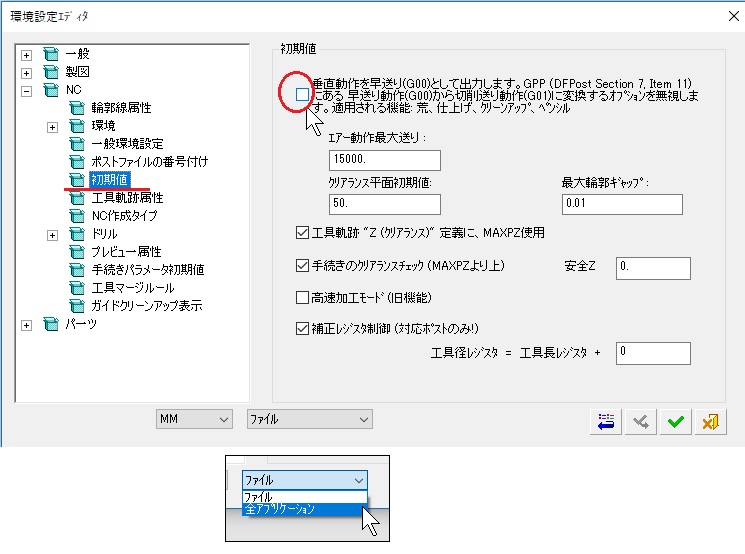 環境設定ｴﾃﾞｨﾀ
一般
製図
NC
輪郭線属性
環境
一般環境設定
ﾎﾟｽﾄﾌｧｲﾙの番号付け
初期値
工具軌跡属性
NC作成ﾀｲﾌﾟ
ﾄﾞﾘﾙ
ﾌﾟﾚﾋﾞｭｰ属性
手続きﾊﾟﾗﾒｰﾀ初期値
工具ﾏｰｼﾞﾙｰﾙ
ｶﾞｲﾄﾞｸﾘｰﾝｱｯﾌﾟ表示
ﾊﾟｰﾂ
初期値
垂直動作を早送り(G00)として出力します。GPP (DFPost Section 7, Item 11)
にある、早送り動作(G00)から切削送り動作(G01)に変換するｵﾌﾟｼｮﾝを無視しま
す。適用される機能: 荒、仕上げ、ｸﾘｰﾝｱｯﾌﾟ、ﾍﾟﾝｼﾙ
ｴｱｰ動作最大送り:
15000.
ｸﾘｱﾗﾝｽ平面初期値:
最大輪郭ｷﾞｬｯﾌﾟ:
50.
0.01
工具軌跡 "Z (ｸﾘｱﾗﾝｽ)" 定義に、MAXPZ使用
手続きのｸﾘｱﾗﾝｽﾁｪｯｸ (MAXPZより上)
安全Z
0.
高速加工ﾓｰﾄﾞ(旧機能)
補正ﾚｼﾞｽﾀ制御 (対応ﾎﾟｽﾄのみ!)
工具径ﾚｼﾞｽﾀ = 工具長ﾚｼﾞｽﾀ +
0
MM
ﾌｧｲﾙ
ﾌｧｲﾙ
ﾌｧｲﾙ
全ｱﾌﾟﾘｹｰｼｮﾝ